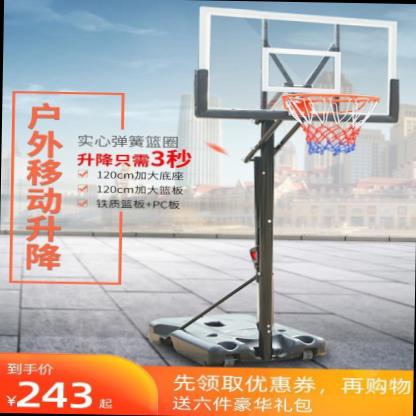 户外移动升降
实心弹簧篮圈
升降只需3秒
120cm加大底座
120cm加大篮板
铁质篮板+PC板
到手价
¥243起
先领取优惠券，再购物
送六件豪华礼包